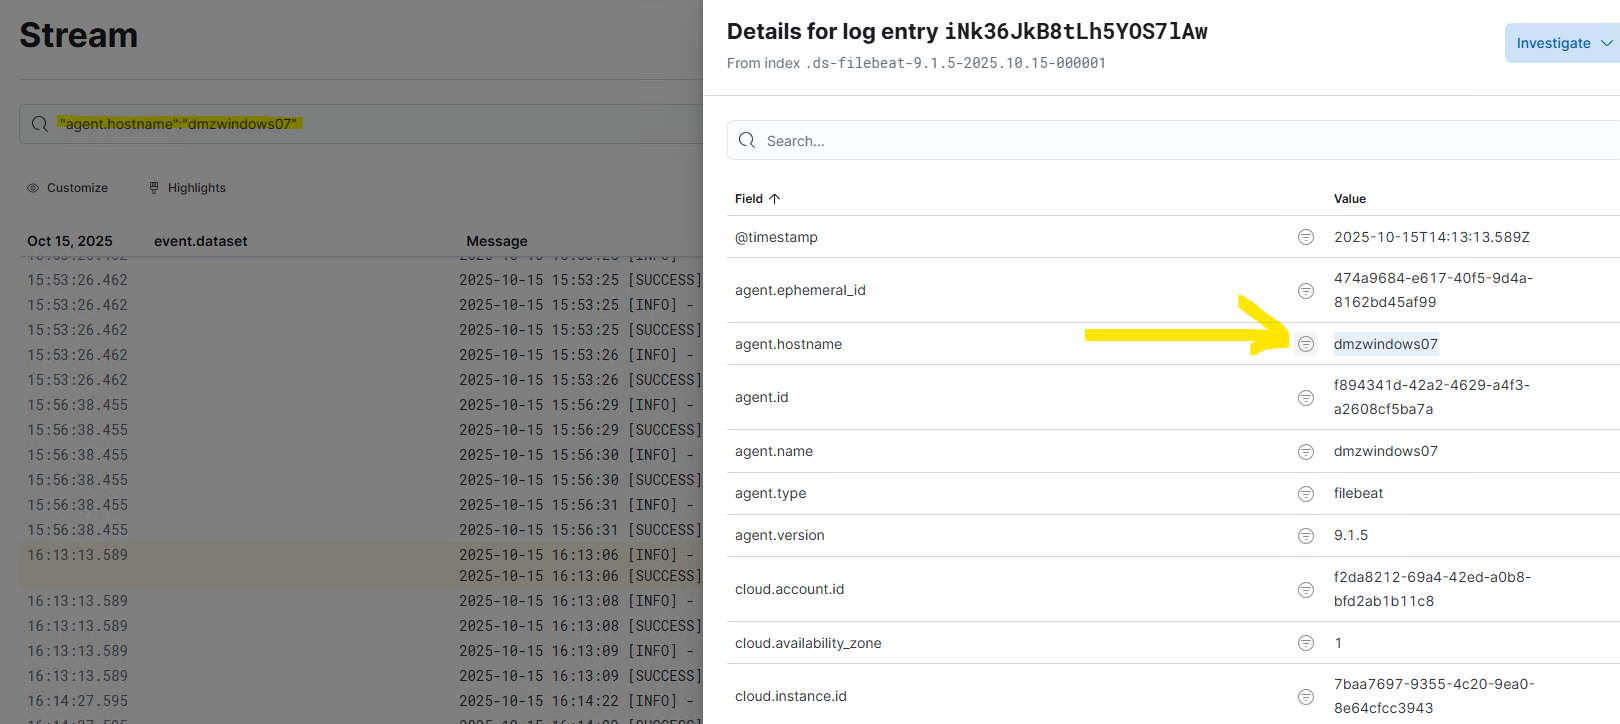 Stream
"agent.hostname":"dmzwindows07"
Customize
Highlights
Oct 15, 2025 event.dataset Message
15:53:26.462 2025-10-15 15:53:25 [SUCCESS]
15:53:26.462 2025-10-15 15:53:25 [INFO] -
15:53:26.462 2025-10-15 15:53:25 [SUCCESS]
15:53:26.462 2025-10-15 15:53:26 [INFO] -
15:53:26.462 2025-10-15 15:53:26 [SUCCESS]
15:56:38.455 2025-10-15 15:56:29 [INFO] -
15:56:38.455 2025-10-15 15:56:29 [SUCCESS]
15:56:38.455 2025-10-15 15:56:30 [INFO] -
15:56:38.455 2025-10-15 15:56:30 [SUCCESS]
15:56:38.455 2025-10-15 15:56:31 [INFO] -
15:56:38.455 2025-10-15 15:56:31 [SUCCESS]
16:13:13.589 2025-10-15 16:13:06 [INFO] -
2025-10-15 16:13:06 [SUCCESS]
16:13:13.589 2025-10-15 16:13:08 [INFO] -
16:13:13.589 2025-10-15 16:13:08 [SUCCESS]
16:13:13.589 2025-10-15 16:13:09 [INFO] -
16:13:13.589 2025-10-15 16:13:09 [SUCCESS]
16:14:27.595 2025-10-15 16:14:22 [INFO] -
Details for log entry iNk36JkB8tLh5YOS7lAw
From index .ds-filebeat-9.1.5-2025.10.15-000001
Investigate
Search...
Field Value
@timestamp 2025-10-15T14:13:13.589Z
agent.ephemeral_id 474a9684-e617-40f5-9d4a-
8162bd45af99
agent.hostname dmzwindows07
agent.id f894341d-42a2-4629-a4f3-
a2608cf5ba7a
agent.name dmzwindows07
agent.type filebeat
agent.version 9.1.5
cloud.account.id f2da8212-69a4-42ed-a0b8-
bfd2ab1b11c8
cloud.availability_zone 1
cloud.instance.id 7baa7697-9355-4c20-9ea0-
8e64cfcc3943